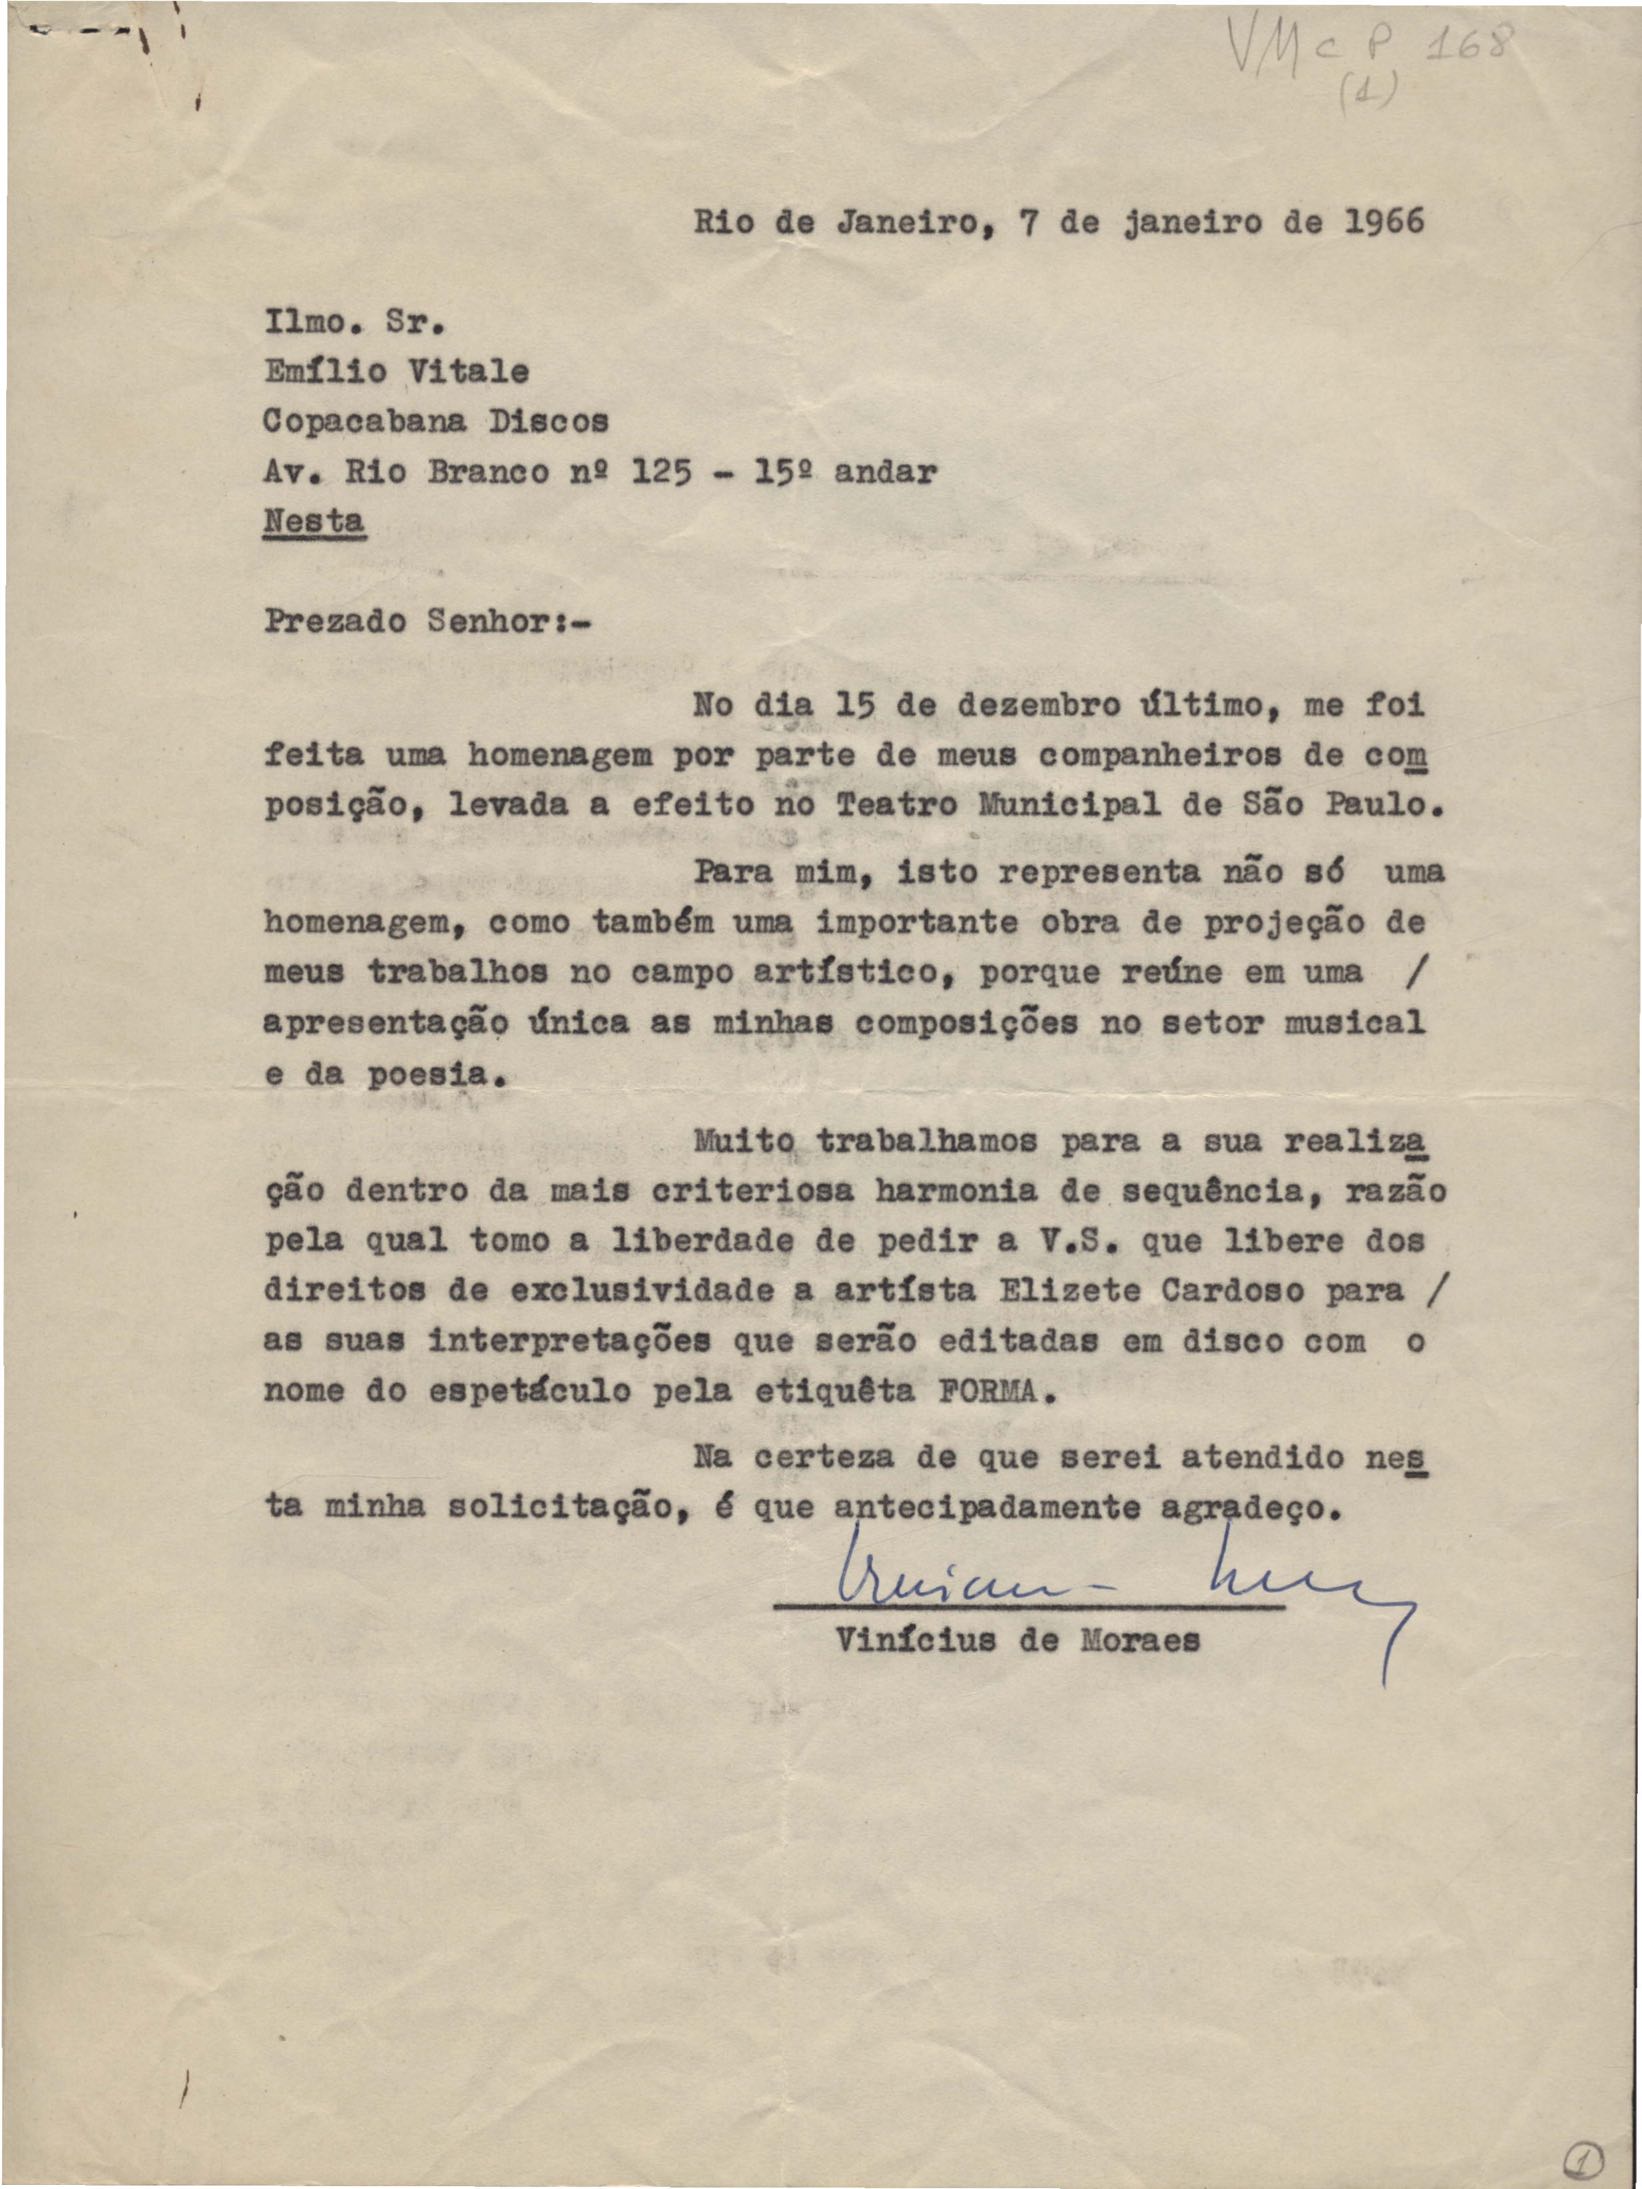 VMcP 168
(1)
Rio de Janeiro, 7 de janeiro de 1966
Ilmo. Sr.
Emílio Vitale
Copacabana Discos
Av. Rio Branco nº 125 - 15º andar
Nesta
Prezado Senhor:-
No dia 15 de dezembro último, me foi
feita uma homenagem por parte de meus companheiros de com
posição, levada a efeito no Teatro Municipal de São Paulo.
Para mim, isto representa não só uma
homenagem, como também uma importante obra de projeção de
meus trabalhos no campo artístico, porque reúne em uma /
apresentação única as minhas composições no setor musical
e da poesia.
Muito trabalhamos para a sua realiza
ção dentro da mais criteriosa harmonia de sequência, razão
pela qual tomo a liberdade de pedir a V.S. que libere dos
direitos de exclusividade a artísta Elizete Cardoso para /
as suas interpretações que serão editadas em disco com o
nome do espetáculo pela etiquêta FORMA.
Na certeza de que serei atendido nes
ta minha solicitação, é que antecipadamente agradeço.
Vinícius de Moraes
1